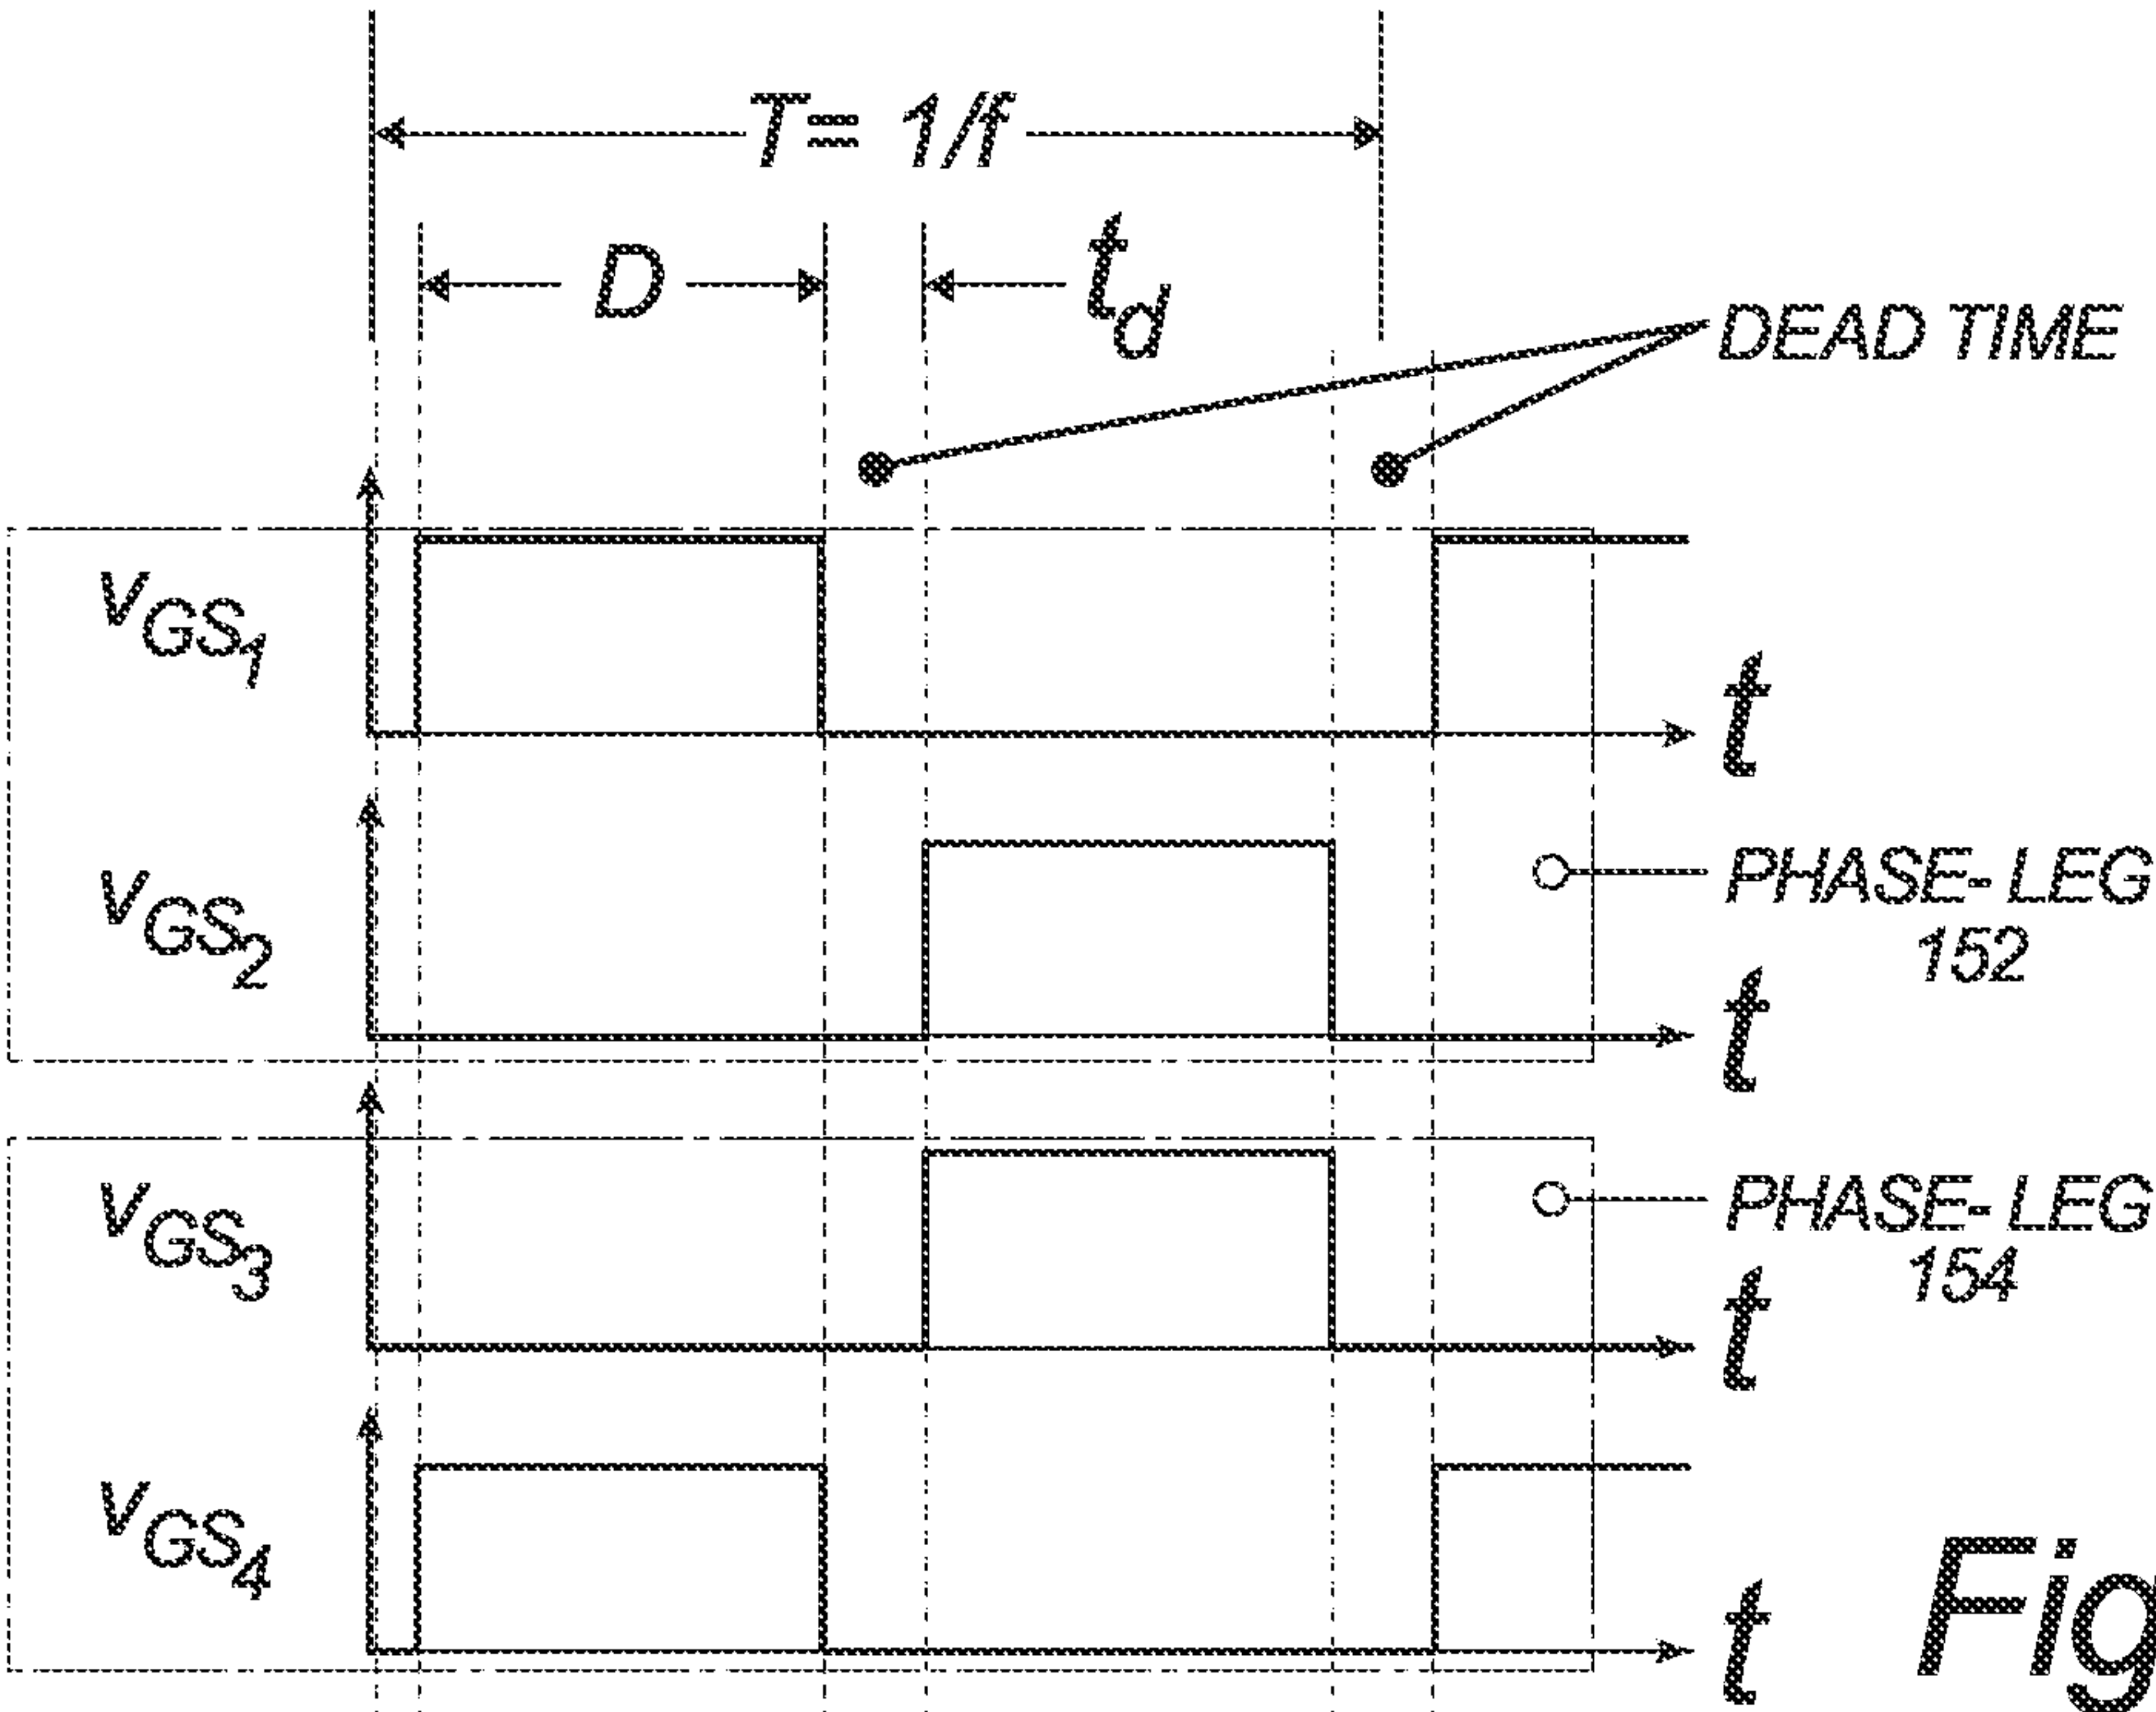 T= 1/f
D
t_d
DEAD TIME
v_GS_1
t
v_GS_2
PHASE-LEG
152
t
v_GS_3
PHASE-LEG
154
t
v_GS_4
t
Fig